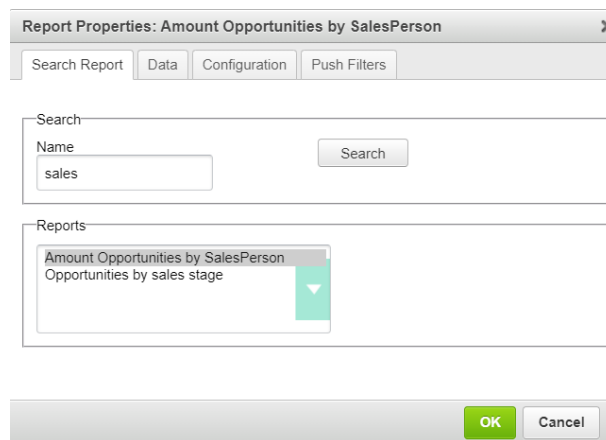 Report Properties: Amount Opportunities by SalesPerson
Search Report Data Configuration Push Filters
Search
Name
Search
sales
Reports
Amount Opportunities by SalesPerson
Opportunities by sales stage
OK Cancel